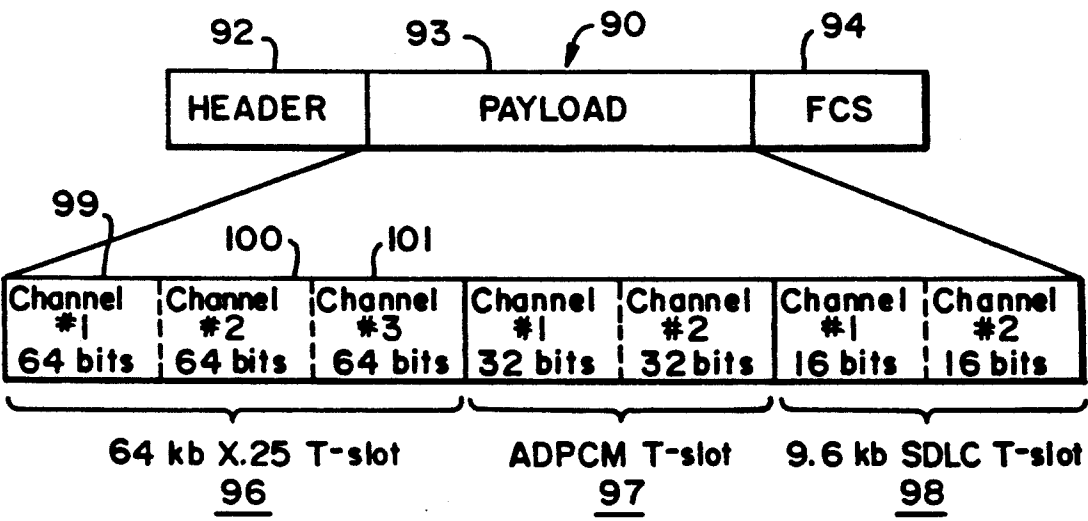 92 93 90 94
HEADER PAYLOAD FCS
99 100 101
Channel Channel Channel Channel Channel Channel Channel
#1 #2 #3 #1 #2 #1 #2
64 bits 64 bits 64 bits 32 bits 32 bits 16 bits 16 bits
64 kb X.25 T-slot ADPCM T-slot 9.6 kb SDLC T-slot
96 97 98